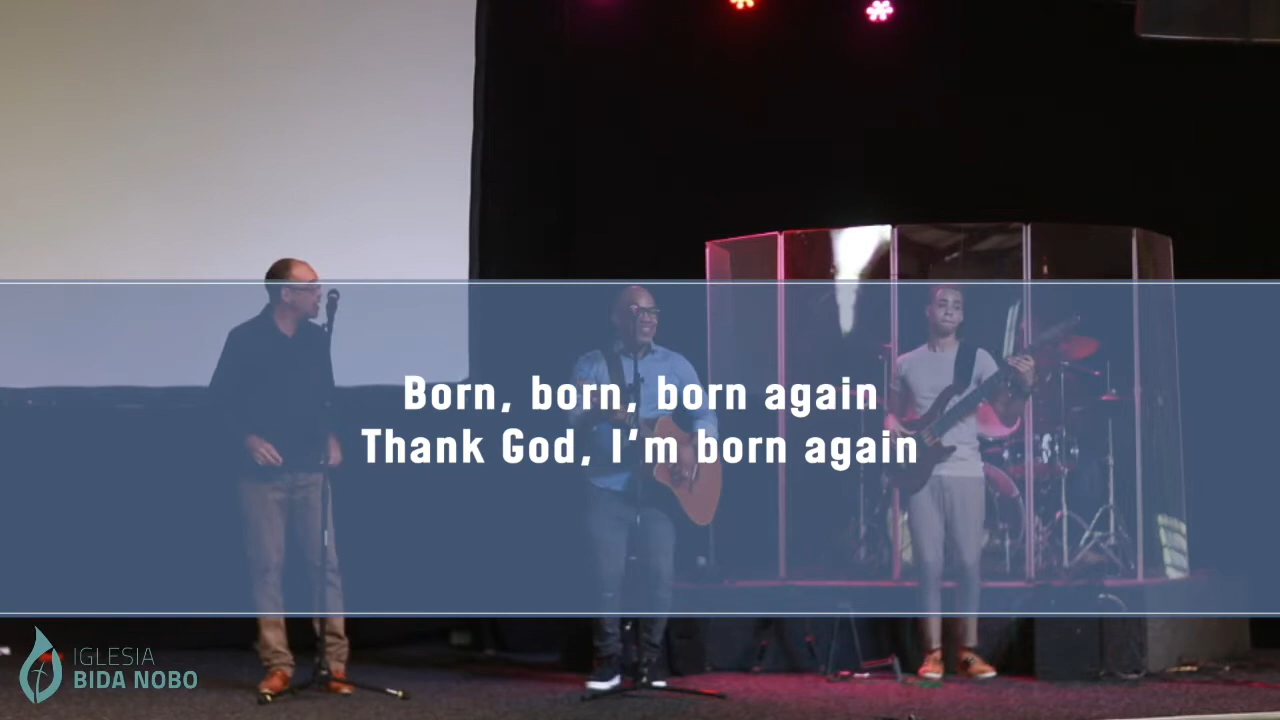 Born, born, born again
Thank God, I'm born again
IGLESIA
BIDA NOBO